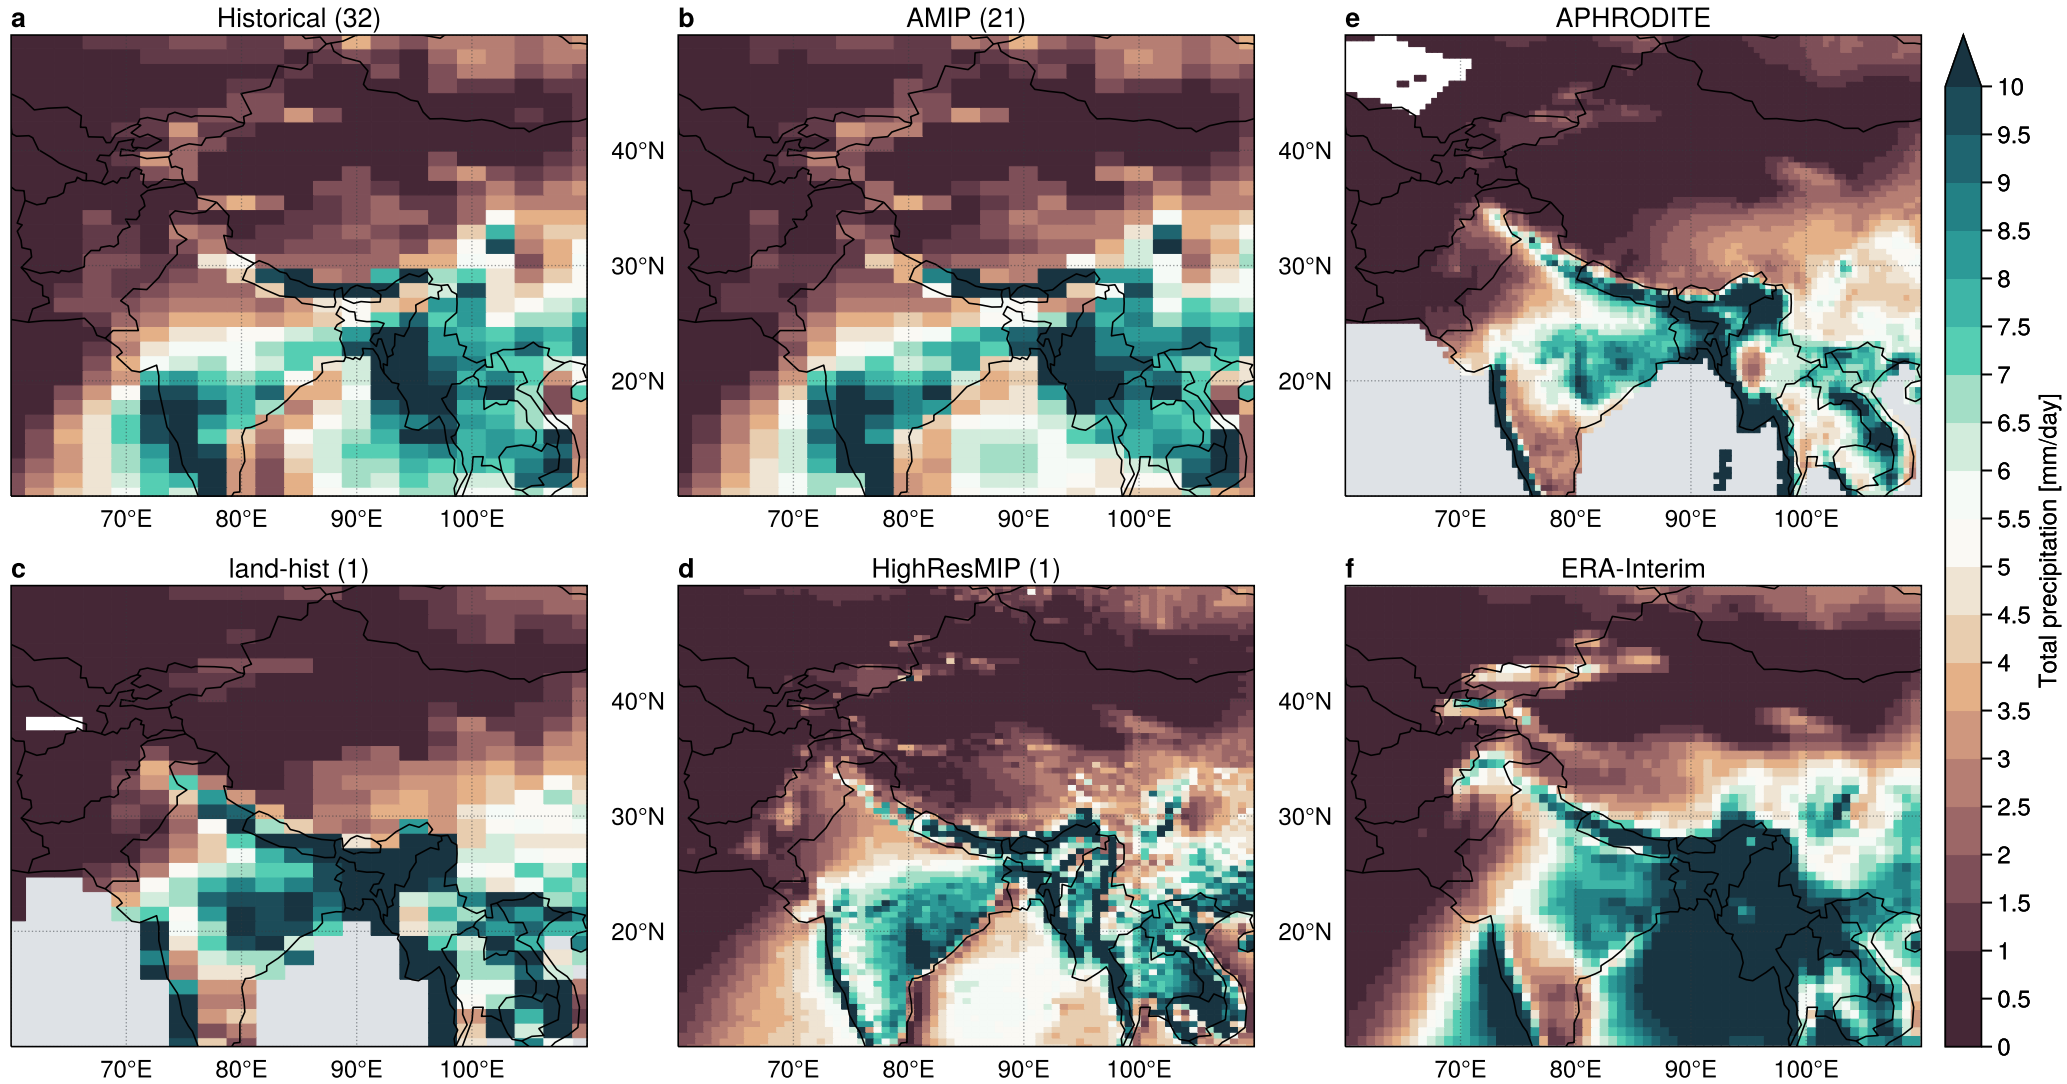 a Historical (32)
b AMIP (21)
e APHRODITE
40°N
30°N
20°N
40°N
30°N
20°N
70°E 80°E 90°E 100°E
70°E 80°E 90°E 100°E
70°E 80°E 90°E 100°E
c land-hist (1)
d HighResMIP (1)
f ERA-Interim
40°N
30°N
20°N
40°N
30°N
20°N
70°E 80°E 90°E 100°E
70°E 80°E 90°E 100°E
70°E 80°E 90°E 100°E
10
9.5
9
8.5
8
7.5
7
6.5
6
5.5
5
4.5
4
3.5
3
2.5
2
1.5
1
0.5
0
Total precipitation [mm/day]